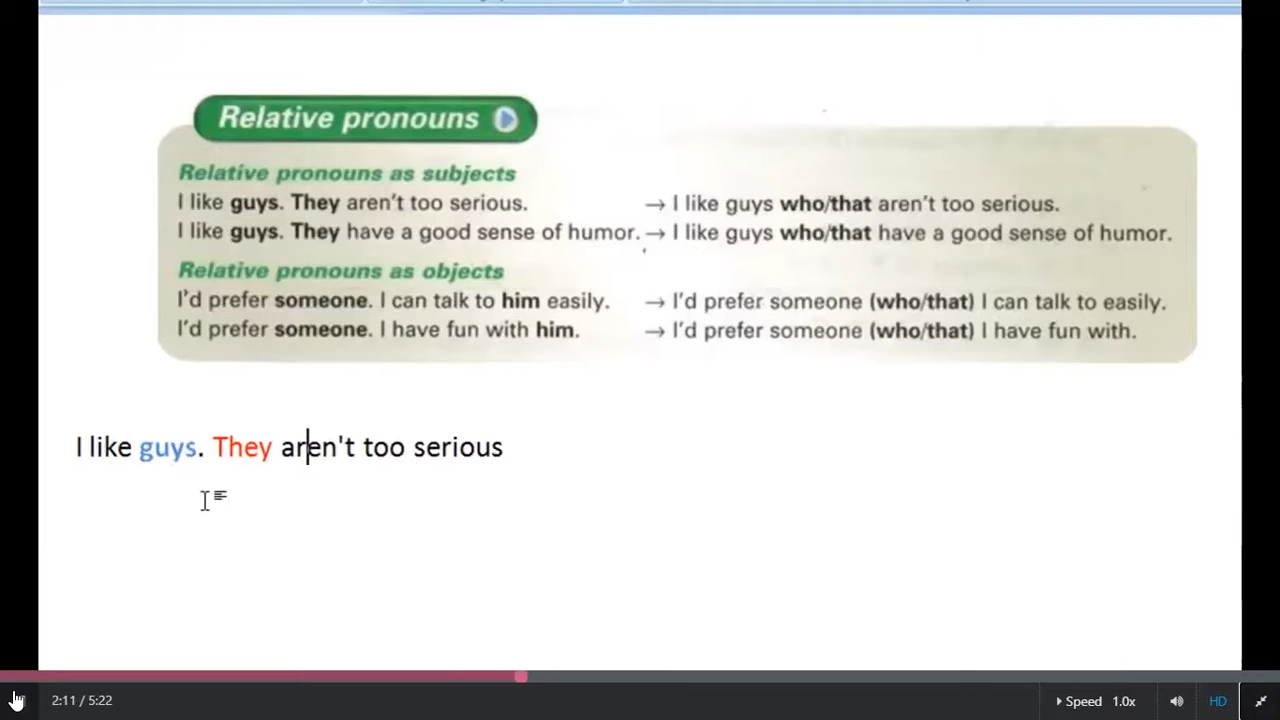 Relative pronouns
Relative pronouns as subjects
I like guys. They aren't too serious. → I like guys who/that aren't too serious.
I like guys. They have a good sense of humor. → I like guys who/that have a good sense of humor.
Relative pronouns as objects
I'd prefer someone. I can talk to him easily. → I'd prefer someone (who/that) I can talk to easily.
I'd prefer someone. I have fun with him. → I'd prefer someone (who/that) I have fun with.
I like guys. They aren't too serious
2:11 / 5:22 Speed 1.0x HD